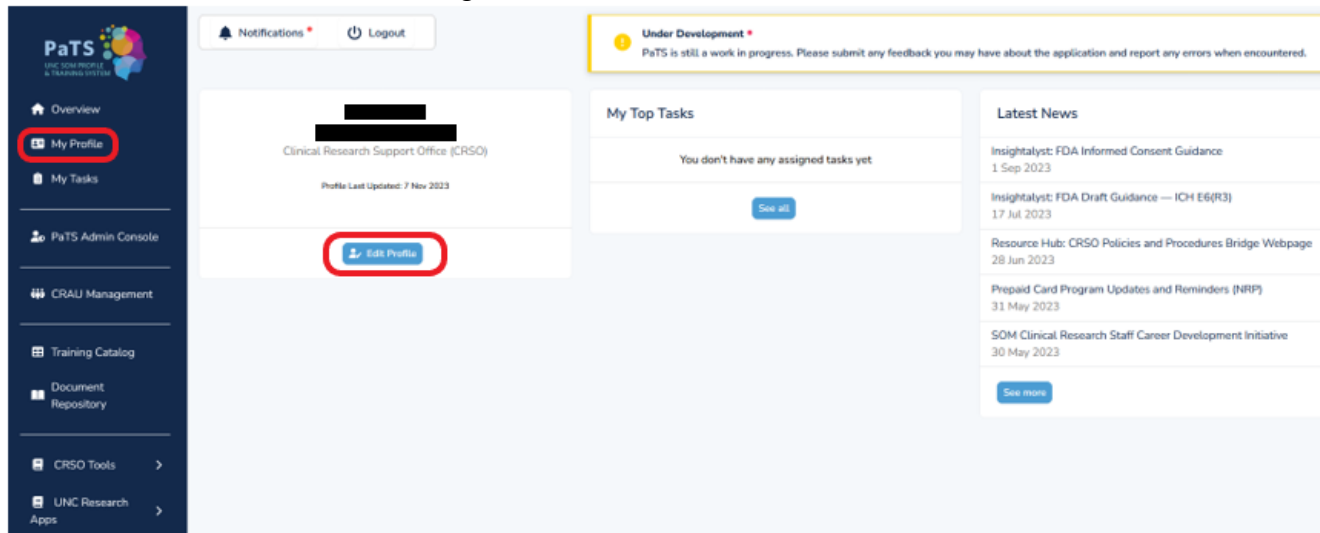 PaTS
UNC SOM PROFILE
& TRAINING SYSTEM
Overview
My Profile
My Tasks
PaTS Admin Console
CRAU Management
Training Catalog
Document
Repository
CRSO Tools
UNC Research
Apps
Notifications *
Logout
Under Development *
PaTS is still a work in progress. Please submit any feedback you may have about the application and report any errors when encountered.
Clinical Research Support Office (CRSO)
Profile Last Updated: 7 Nov 2023
Edit Profile
My Top Tasks
You don't have any assigned tasks yet
See all
Latest News
Insightalyst: FDA Informed Consent Guidance
1 Sep 2023
Insightalyst: FDA Draft Guidance — ICH E6(R3)
17 Jul 2023
Resource Hub: CRSO Policies and Procedures Bridge Webpage
28 Jun 2023
Prepaid Card Program Updates and Reminders (NRP)
31 May 2023
SOM Clinical Research Staff Career Development Initiative
30 May 2023
See more